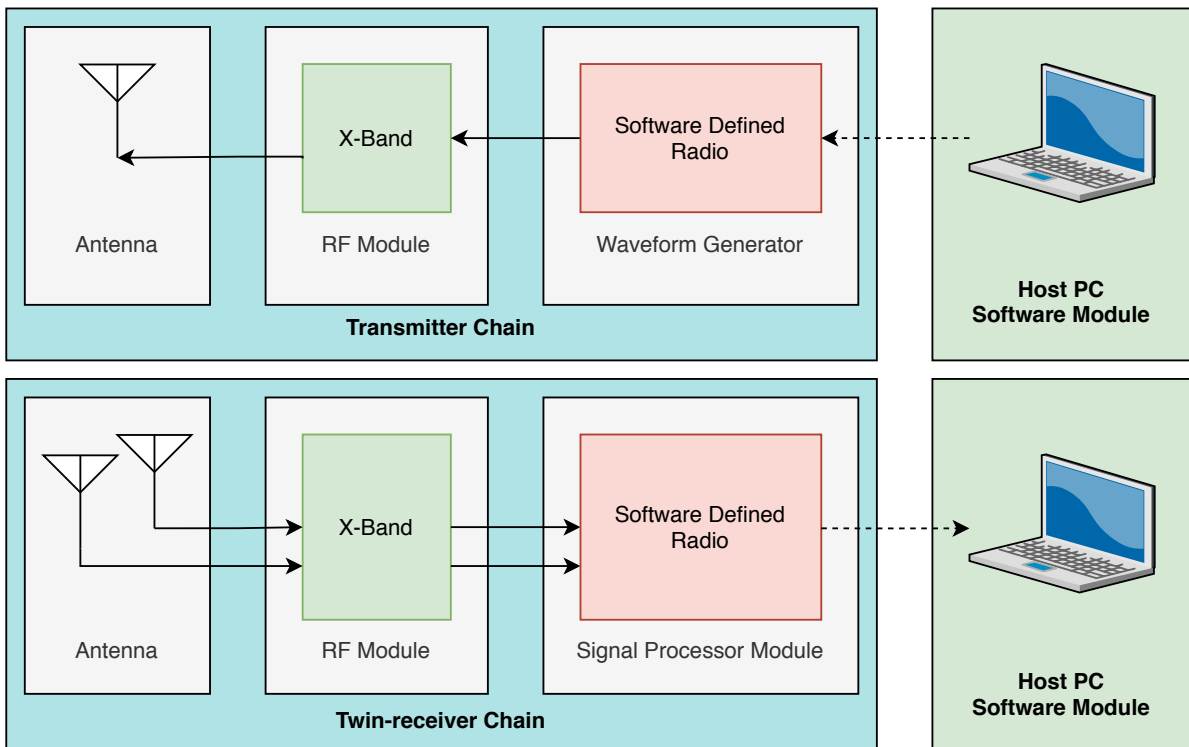 X-Band
Software Defined
Radio
Antenna
RF Module
Waveform Generator
Transmitter Chain
Host PC
Software Module
X-Band
Software Defined
Radio
Antenna
RF Module
Signal Processor Module
Twin-receiver Chain
Host PC
Software Module